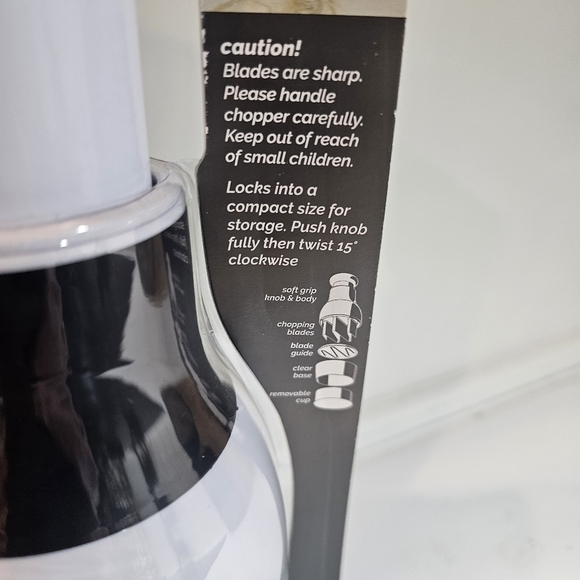 caution!
Blades are sharp.
Please handle
chopper carefully.
Keep out of reach
of small children.
Locks into a
compact size for
storage. Push knob
fully then twist 15°
clockwise
soft grip
knob & body
chopping
blades
blade
guide
clear
base
removable
cup